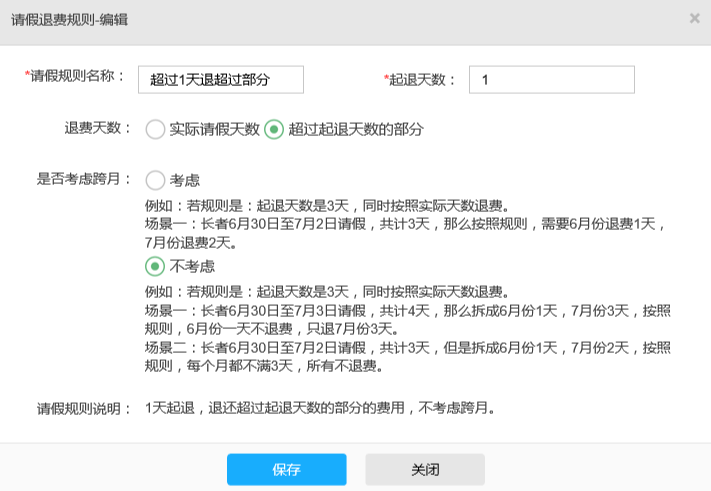 请假退费规则-编辑
*请假规则名称： 超过1天退超过部分 *起退天数： 1
退费天数： 实际请假天数 超过起退天数的部分
是否考虑跨月： 考虑
例如：若规则是：起退天数是3天，同时按照实际天数退费。
场景一：长者6月30日至7月2日请假，共计3天，那么按照规则，需要6月份退费1天，
7月份退费2天。
不考虑
例如：若规则是：起退天数是3天，同时按照实际天数退费。
场景一：长者6月30日至7月3日请假，共计4天，那么拆成6月份1天，7月份3天，按照
规则，6月份一天不退费，只退7月份3天。
场景二：长者6月30日至7月2日请假，共计3天，但是拆成6月份1天，7月份2天，按照
规则，每个月都不满3天，所有不退费。
请假规则说明： 1天起退，退还超过起退天数的部分的费用，不考虑跨月。
保存 关闭